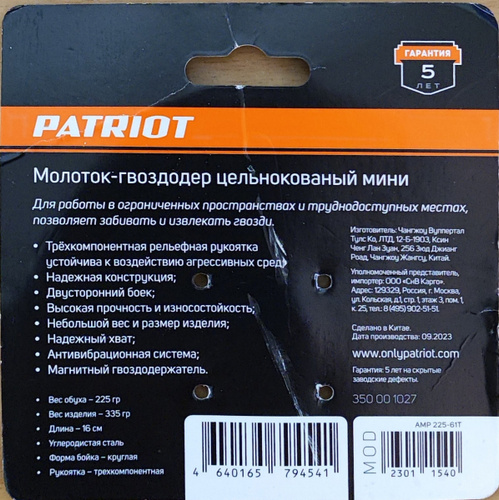 ГАРАНТИЯ
5
ЛЕТ
PATRIOT
Молоток-гвоздодер цельнокованый мини
Для работы в ограниченных пространствах и труднодоступных местах,
позволяет забивать и извлекать гвозди.
• Трёхкомпонентная рельефная рукоятка
устойчива к воздействию агрессивных сред;
• Надежная конструкция;
• Двусторонний боек;
• Высокая прочность и износостойкость;
• Небольшой вес и размер изделия;
• Надежный хват;
• Антивибрационная система;
• Магнитный гвоздодержатель.
• Вес обуха – 225 гр
• Вес изделия – 335 гр
• Длина – 16 см
• Углеродистая сталь
• Форма бойка – круглая
• Рукоятка – трехкомпонентная
Изготовитель: Чангжоу Вуппертал
Тулс Ко, ЛТД, 12-Б-1903, Ксин
Ченг Лан Зуан, 256 Зюд Джинг
Роад, Чангжоу Жангсу, Китай.
Уполномоченный представитель,
импортер: ООО «СнВ Карго».
Адрес: 129329, Россия, г. Москва,
ул. Кольская, д.1, стр. 1, этаж 3, пом. 1,
к. 25, тел.: 8 (495) 902-51-51.
Сделано в Китае.
Дата производства: 09.2023
www.onlypatriot.com
Гарантия: 5 лет на скрытые
заводские дефекты.
350 00 1027
4 640165 794541
MOD
AMP 225-61T
2301 1540